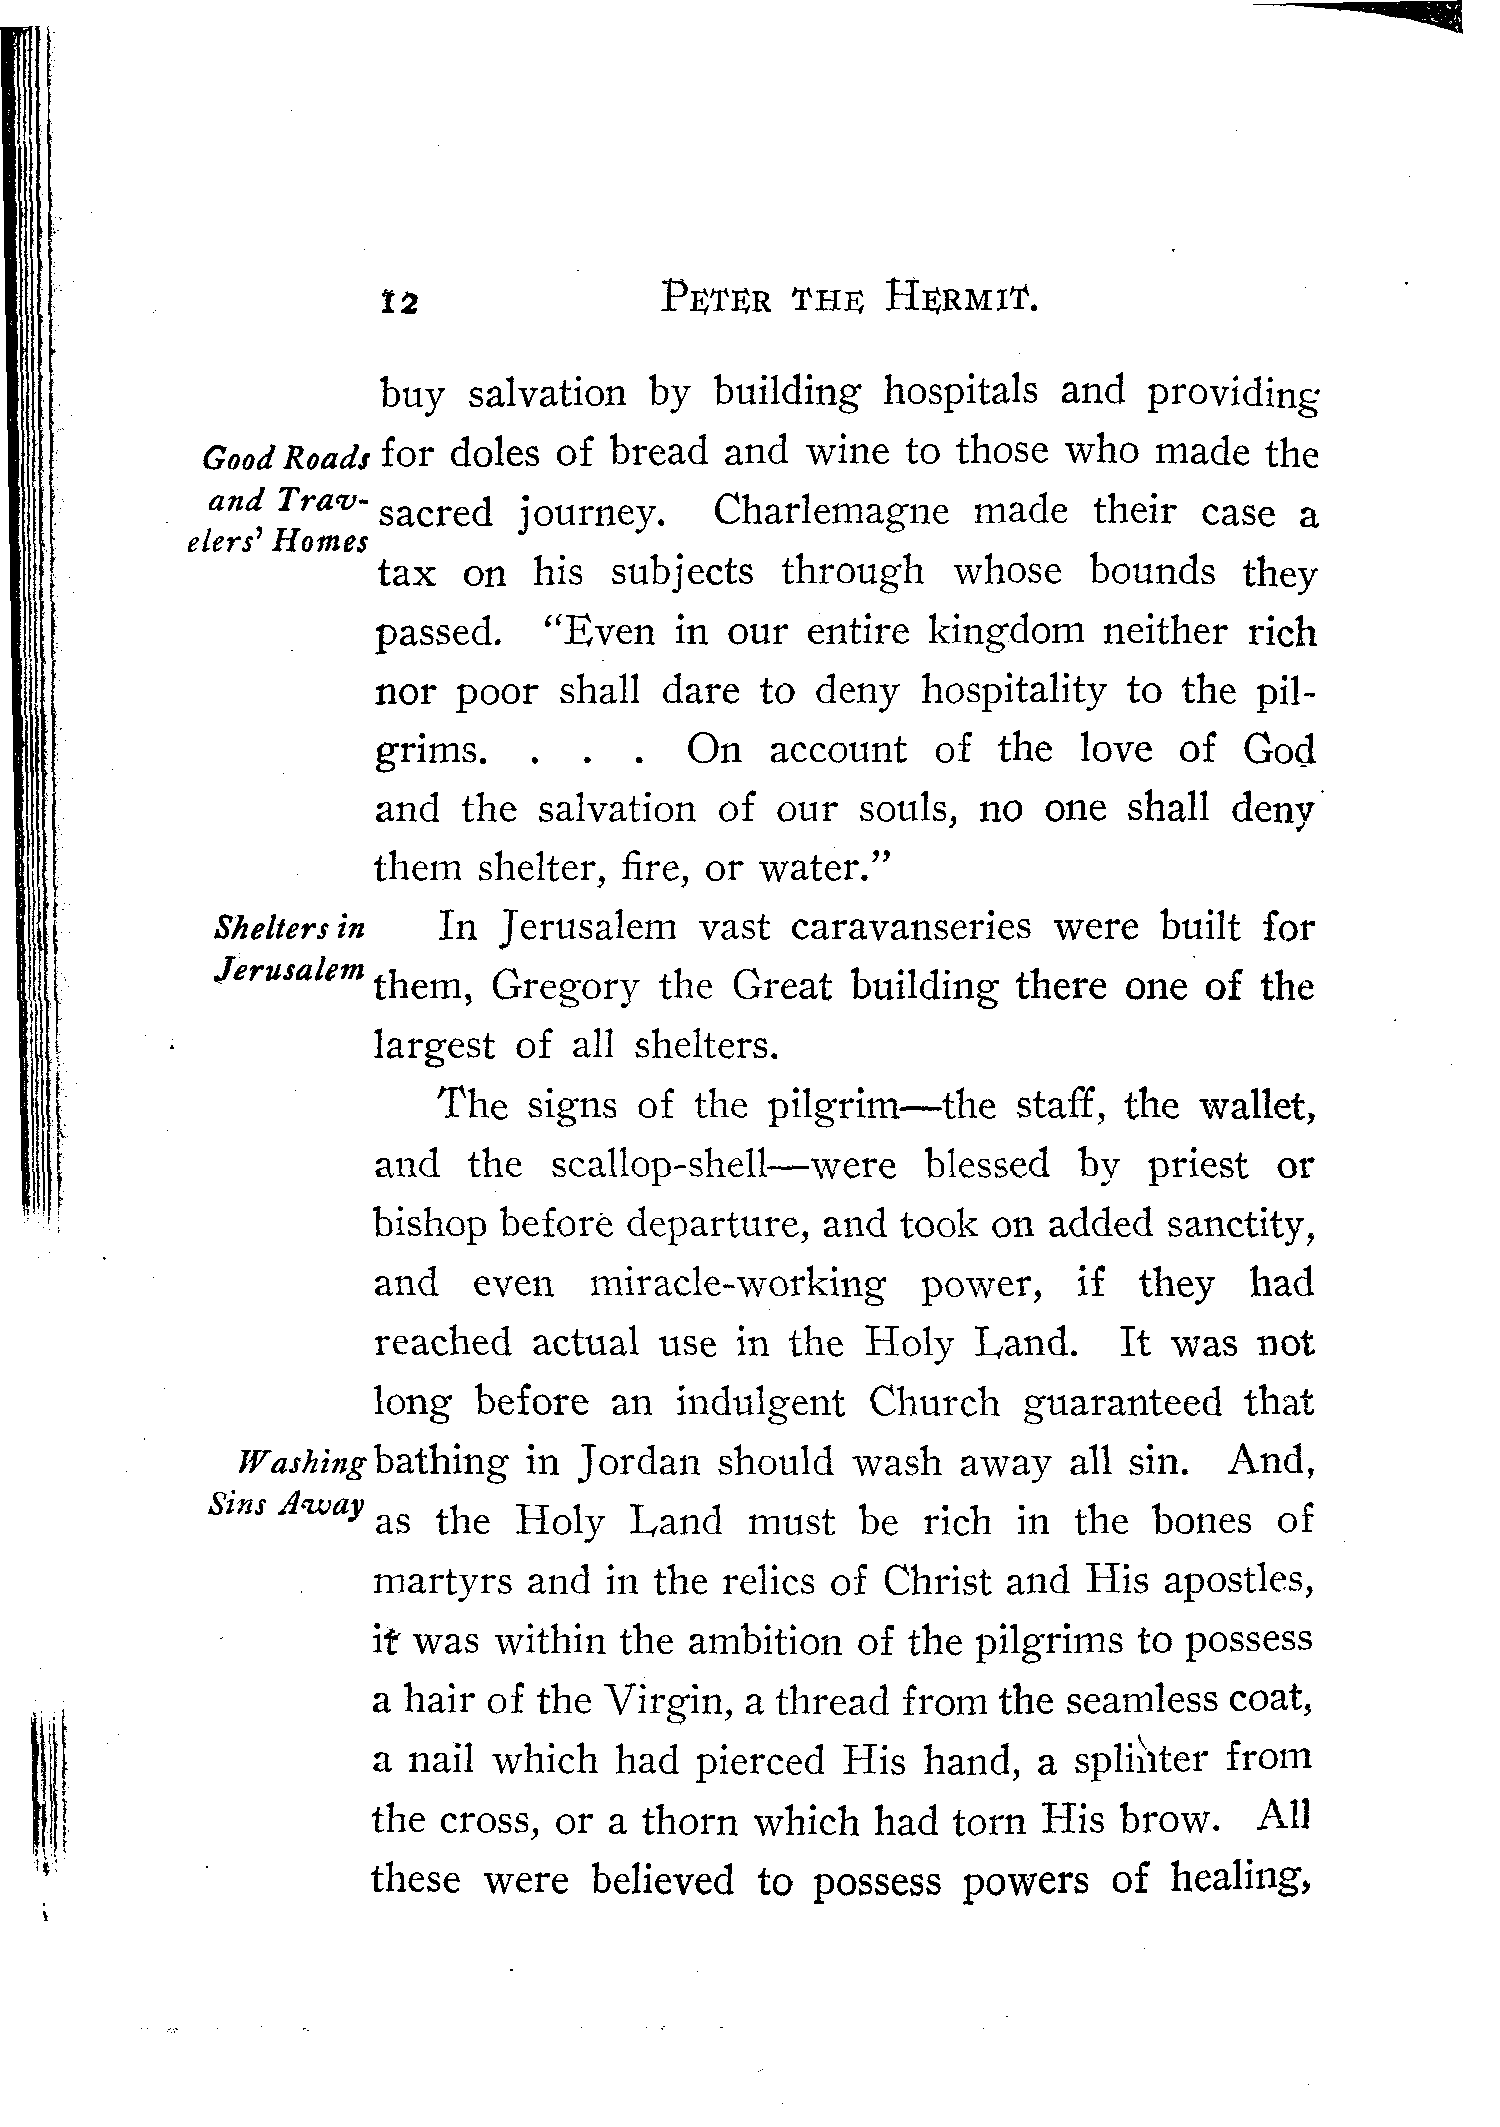 12 PETER THE HERMIT.
buy salvation by building hospitals and providing
Good Roads
and Trav-
elers' Homes
for doles of bread and wine to those who made the
sacred journey. Charlemagne made their case a
tax on his subjects through whose bounds they
passed. "Even in our entire kingdom neither rich
nor poor shall dare to deny hospitality to the pil-
grims. . . . On account of the love of God
and the salvation of our souls, no one shall deny
them shelter, fire, or water."
Shelters in
Jerusalem
In Jerusalem vast caravanseries were built for
them, Gregory the Great building there one of the
largest of all shelters.
The signs of the pilgrim—the staff, the wallet,
and the scallop-shell—were blessed by priest or
bishop before departure, and took on added sanctity,
and even miracle-working power, if they had
reached actual use in the Holy Land. It was not
long before an indulgent Church guaranteed that
Washing
Sins Away
bathing in Jordan should wash away all sin. And,
as the Holy Land must be rich in the bones of
martyrs and in the relics of Christ and His apostles,
it was within the ambition of the pilgrims to possess
a hair of the Virgin, a thread from the seamless coat,
a nail which had pierced His hand, a splinter from
the cross, or a thorn which had torn His brow. All
these were believed to possess powers of healing,